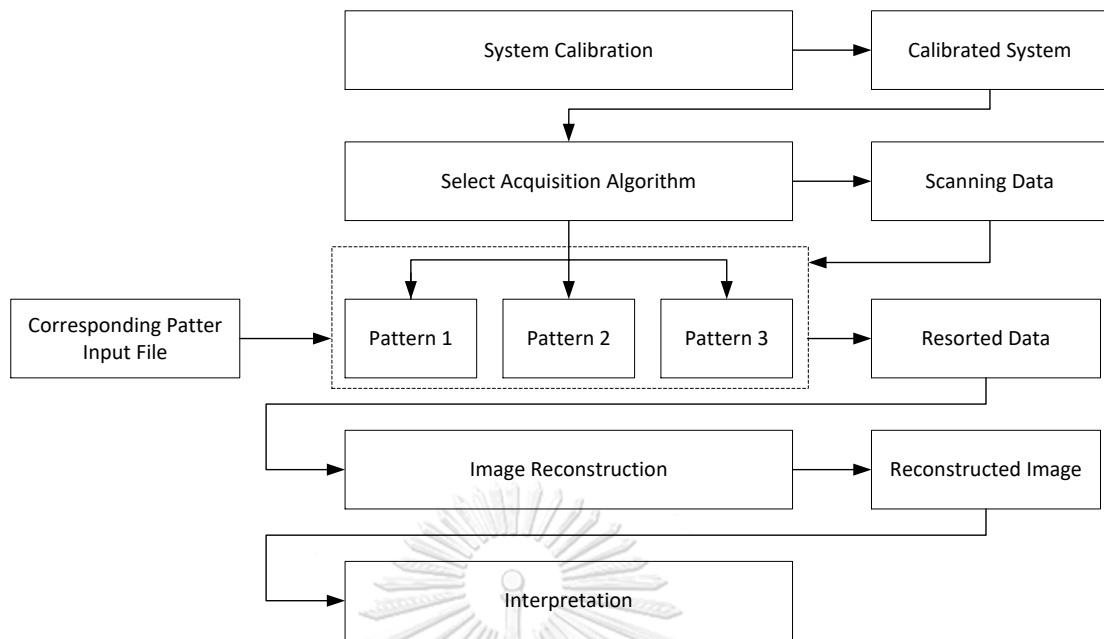 System Calibration
Calibrated System
Select Acquisition Algorithm
Scanning Data
Corresponding Patter
Input File
Pattern 1
Pattern 2
Pattern 3
Resorted Data
Image Reconstruction
Reconstructed Image
Interpretation